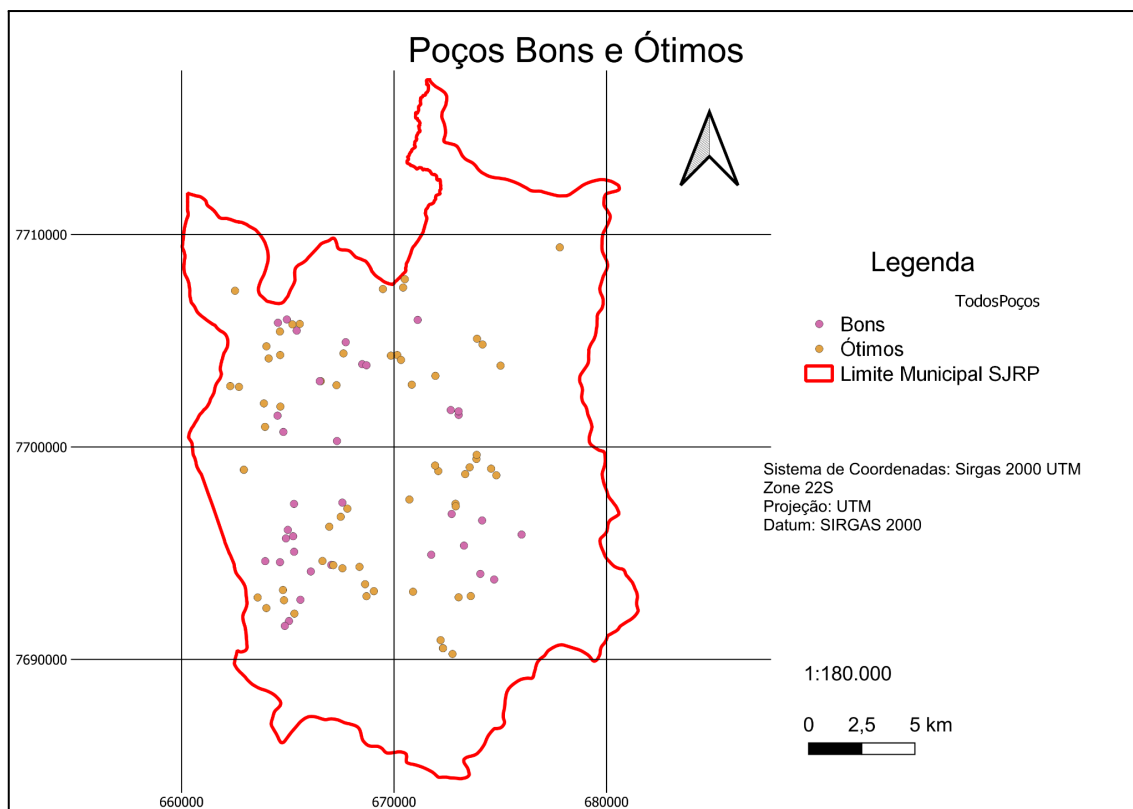 Poços Bons e Ótimos
7710000
7700000
7690000
660000
670000
680000
Legenda
TodosPoços
Bons
Ótimos
Limite Municipal SJRP
Sistema de Coordenadas: Sirgas 2000 UTM
Zone 22S
Projeção: UTM
Datum: SIRGAS 2000
1:180.000
0 2,5 5 km